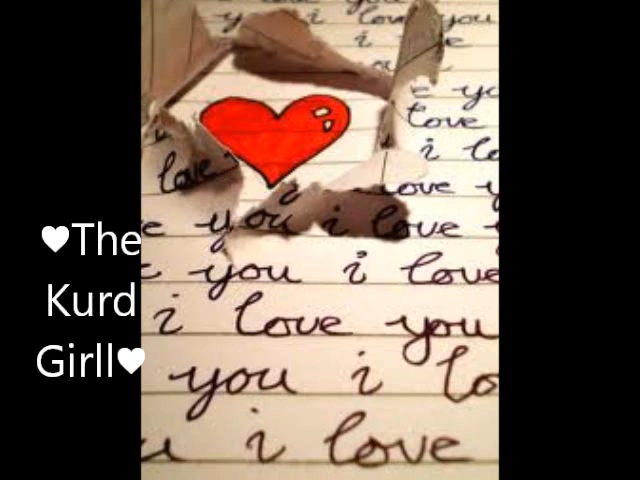 you i love you
i
e yo
love
i lo
love
love y
e you i love y
you i love
i love you
you i lo
i love
♥The
Kurd
Girll♥